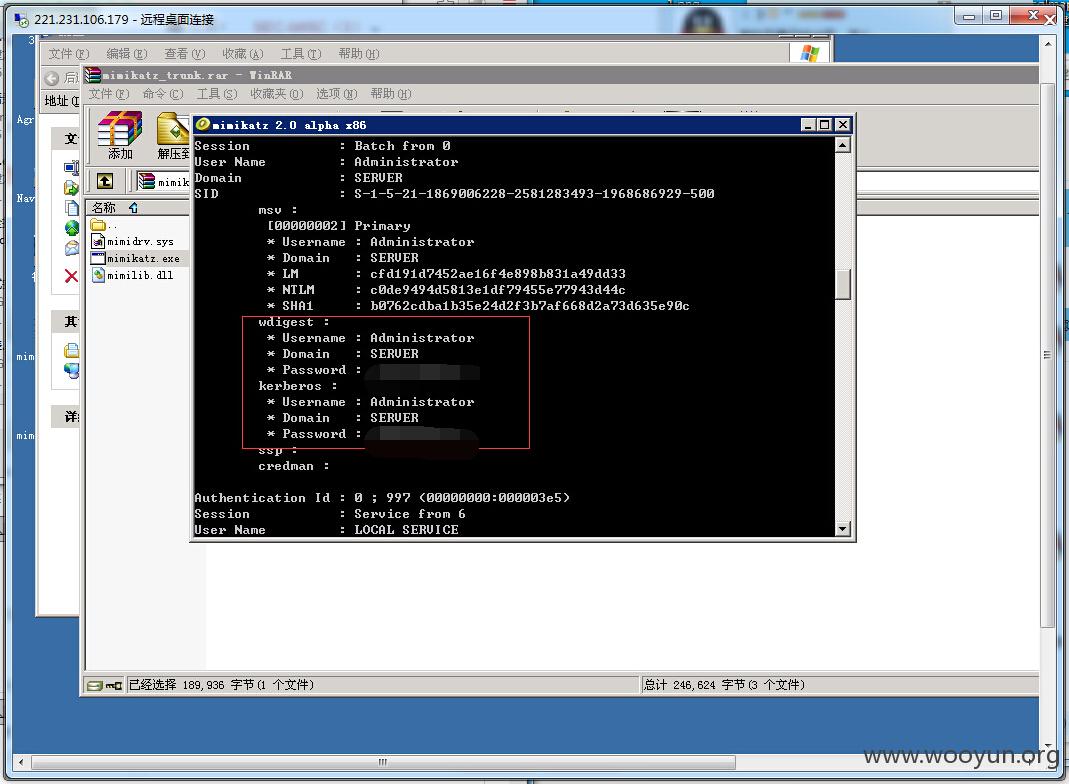 221.231.106.179 - 远程桌面连接
文件(F) 编辑(E) 查看(V) 收藏(A) 工具(T) 帮助(H)
mimikatz_trunk.rar - WinRAR
文件(F) 命令(C) 工具(S) 收藏夹(O) 选项(N) 帮助(H)
地址(D
添加
解压到
mimik
名称
..
mimidrv.sys
mimikatz.exe
mimilib.dll
Agr
Nav
mim
mim
mimikatz 2.0 alpha x86
Session : Batch from 0
User Name : Administrator
Domain : SERVER
SID : S-1-5-21-1869006228-2581283493-1968686929-500
msv :
[00000002] Primary
* Username : Administrator
* Domain : SERVER
* LM : cfd191d7452ae16f4e898b831a49dd33
* NTLM : c0de9494d5813e1df79455e77943d44c
* SHA1 : b0762cdba1b35e24d2f3b7af668d2a73d635e90c
wdigest :
* Username : Administrator
* Domain : SERVER
* Password :
kerberos :
* Username : Administrator
* Domain : SERVER
* Password :
ssp :
credman :
Authentication Id : 0 ; 997 (00000000:000003e5)
Session : Service from 6
User Name : LOCAL SERVICE
已经选择 189,936 字节(1 个文件)
总计 246,624 字节(3 个文件)
www.wooyun.org